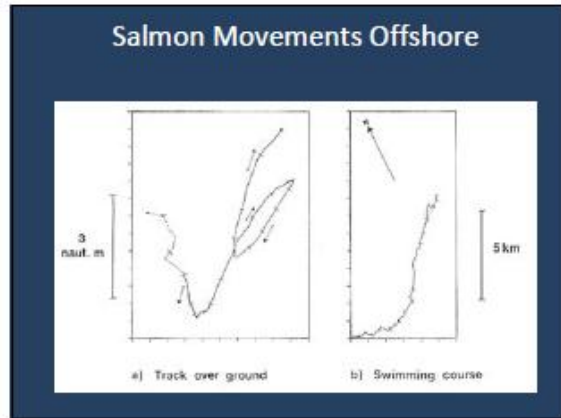 Salmon Movements Offshore
3
naut. m
5 km
a) Track over ground
b) Swimming course